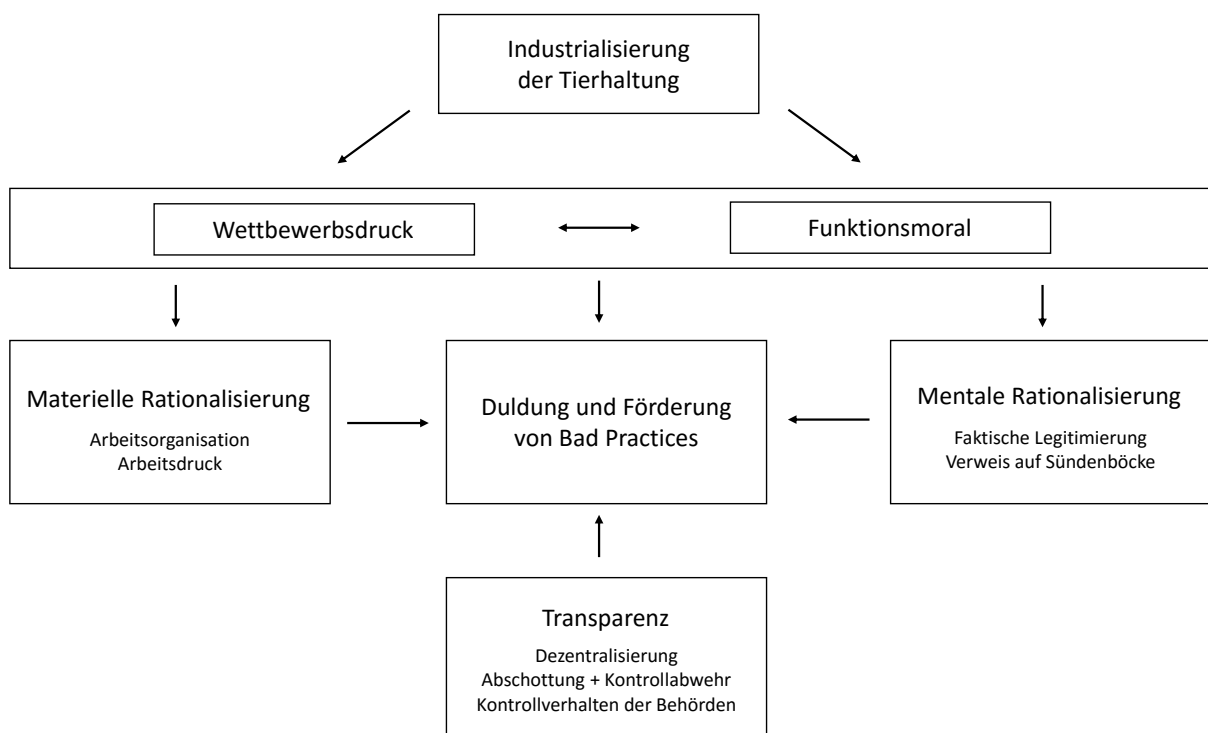 Industrialisierung
der Tierhaltung
Wettbewerbsdruck
Funktionsmoral
Materielle Rationalisierung
Arbeitsorganisation
Arbeitsdruck
Duldung und Förderung
von Bad Practices
Mentale Rationalisierung
Faktische Legitimierung
Verweis auf Sündenböcke
Transparenz
Dezentralisierung
Abschottung + Kontrollabwehr
Kontrollverhalten der Behörden